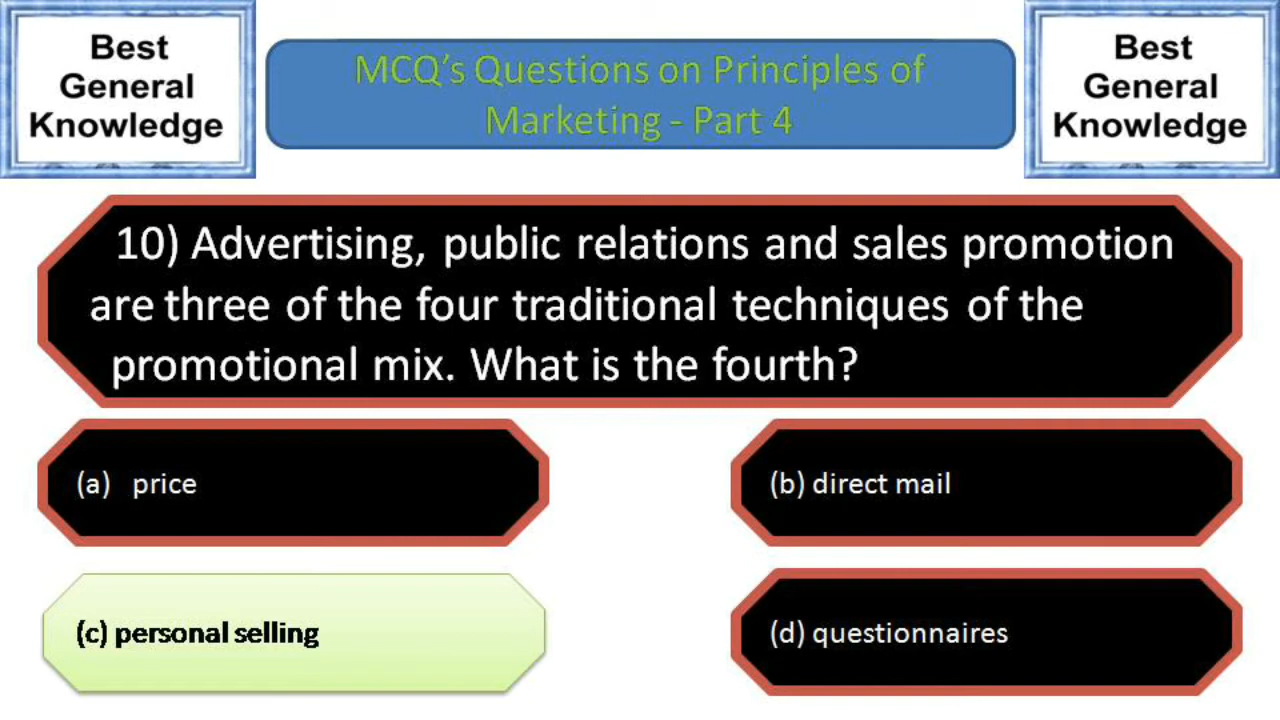 Best
General
Knowledge
MCQ's Questions on Principles of
Marketing - Part 4
Best
General
Knowledge
10) Advertising, public relations and sales promotion
are three of the four traditional techniques of the
promotional mix. What is the fourth?
(a) price
(b) direct mail
(c) personal selling
(d) questionnaires